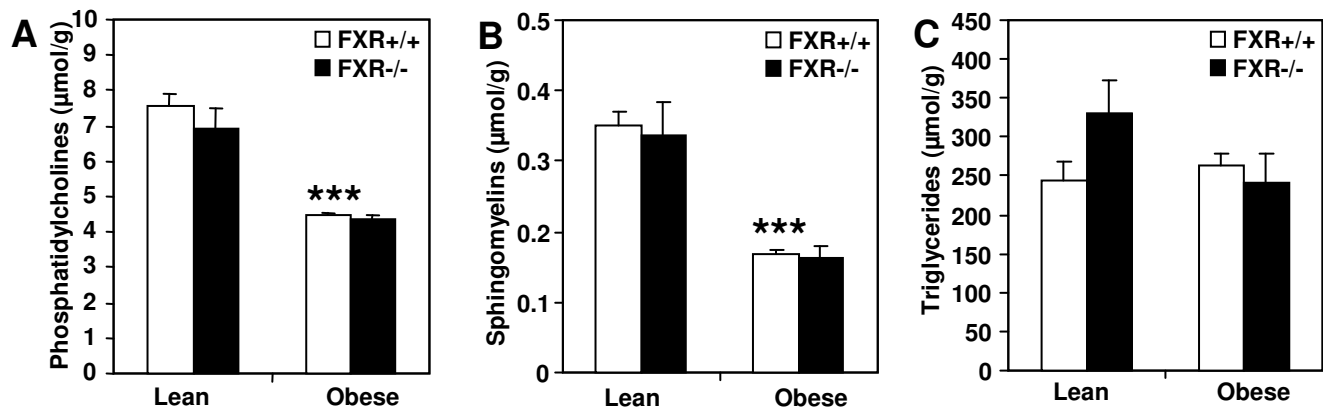 A
Phosphatidylcholines (µmol/g)
10
9
8
7
6
5
4
3
2
1
0
FXR+/+
FXR-/-
***
Lean
Obese
B
Sphingomyelins (µmol/g)
0.5
0.4
0.3
0.2
0.1
0
FXR+/+
FXR-/-
***
Lean
Obese
C
Triglycerides (µmol/g)
450
400
350
300
250
200
150
100
50
0
FXR+/+
FXR-/-
Lean
Obese